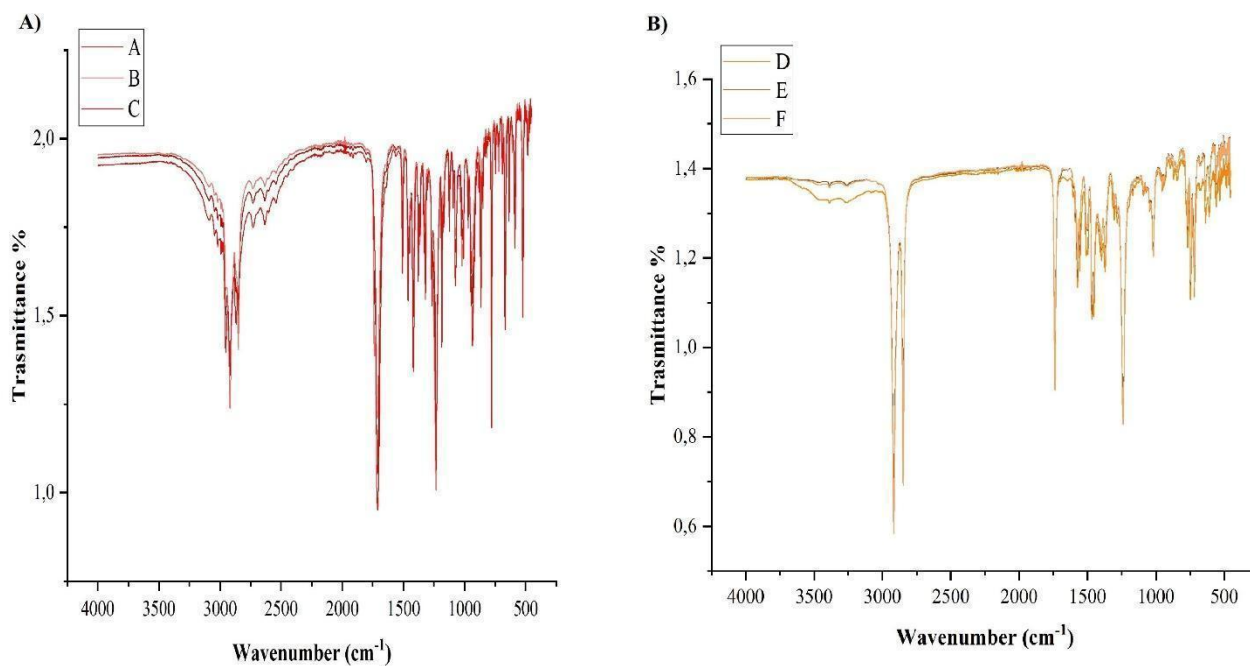 A)
A
B
C
2,0
1,5
1,0
Trasmittance %
4000 3500 3000 2500 2000 1500 1000 500
Wavenumber (cm-1)
B)
D
E
F
1,6
1,4
1,2
1,0
0,8
0,6
Trasmittance %
4000 3500 3000 2500 2000 1500 1000 500
Wavenumber (cm-1)